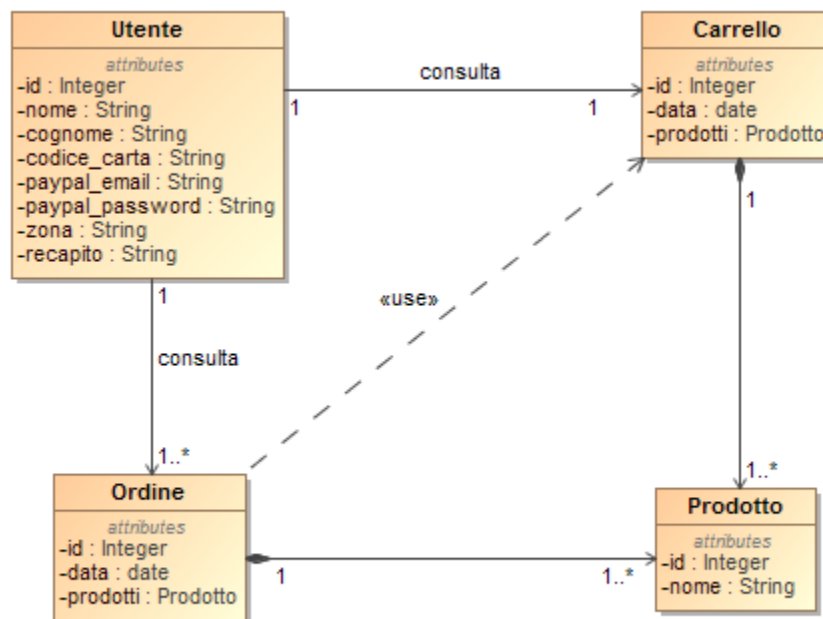 Utente
attributes
-id : Integer
-nome : String
-cognome : String
-codice_carta : String
-paypal_email : String
-paypal_password : String
-zona : String
-recapito : String
consulta
1
1
Carrello
attributes
-id : Integer
-data : date
-prodotti : Prodotto
1
consulta
1..*
«use»
1
1..*
Ordine
attributes
-id : Integer
-data : date
-prodotti : Prodotto
1
1..*
Prodotto
attributes
-id : Integer
-nome : String